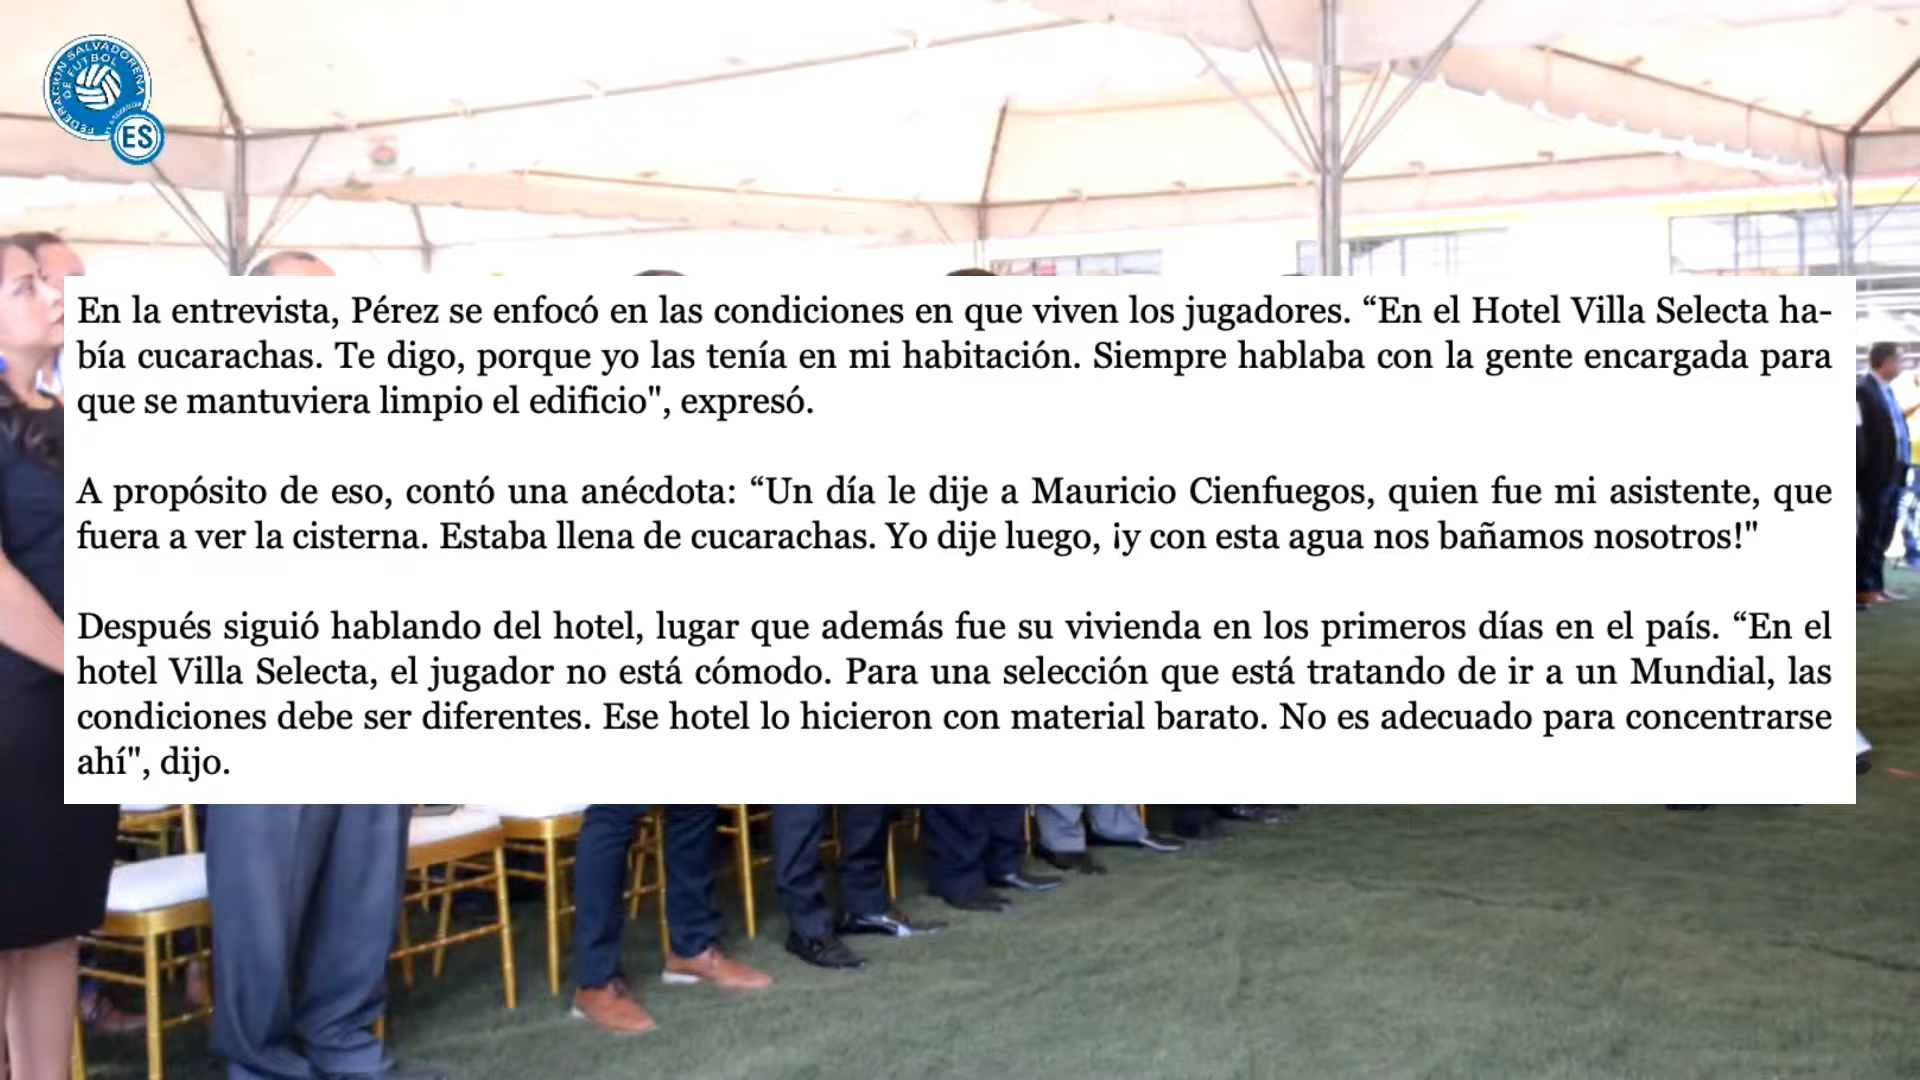 FEDERACION SALVADOREÑA
DE FUTBOL
ES
En la entrevista, Pérez se enfocó en las condiciones en que viven los jugadores. “En el Hotel Villa Selecta ha-
bía cucarachas. Te digo, porque yo las tenía en mi habitación. Siempre hablaba con la gente encargada para
que se mantuviera limpio el edificio", expresó.
A propósito de eso, contó una anécdota: “Un día le dije a Mauricio Cienfuegos, quien fue mi asistente, que
fuera a ver la cisterna. Estaba llena de cucarachas. Yo dije luego, ¡y con esta agua nos bañamos nosotros!"
Después siguió hablando del hotel, lugar que además fue su vivienda en los primeros días en el país. “En el
hotel Villa Selecta, el jugador no está cómodo. Para una selección que está tratando de ir a un Mundial, las
condiciones debe ser diferentes. Ese hotel lo hicieron con material barato. No es adecuado para concentrarse
ahí", dijo.